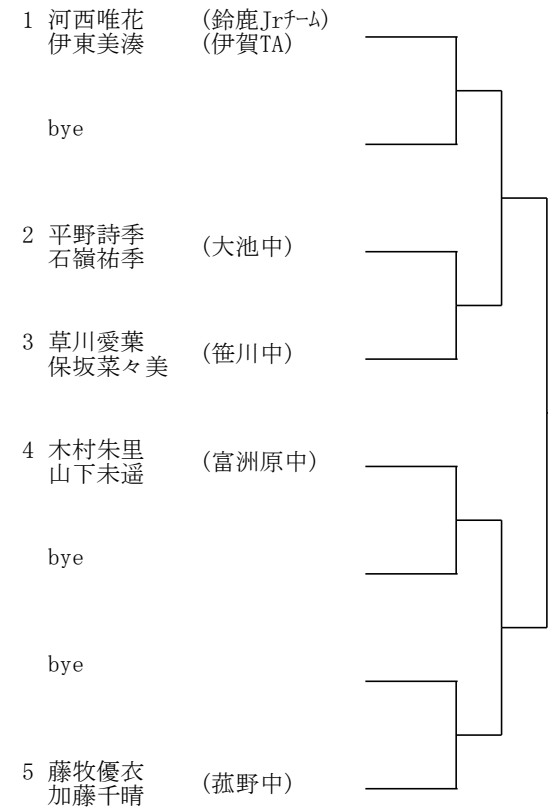 1 河西唯花 (鈴鹿Jrﾁｰﾑ)
伊東美湊 (伊賀TA)
bye
2 平野詩季
石嶺祐季 (大池中)
3 草川愛葉
保坂菜々美 (笹川中)
4 木村朱里
山下未遥 (富洲原中)
bye
bye
5 藤牧優衣
加藤千晴 (菰野中)